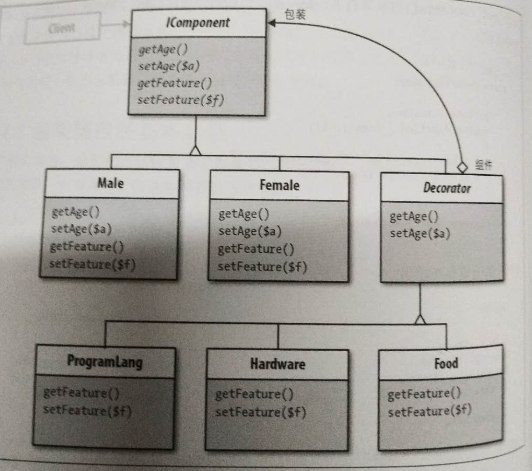 Client
IComponent
包装
getAge()
setAge($a)
getFeature()
setFeature($f)
组件
Male
getAge()
setAge($a)
getFeature()
setFeature($f)
Female
getAge()
setAge($a)
getFeature()
setFeature($f)
Decorator
getAge()
setAge($a)
ProgramLang
getFeature()
setFeature($f)
Hardware
getFeature()
setFeature($f)
Food
getFeature()
setFeature($f)